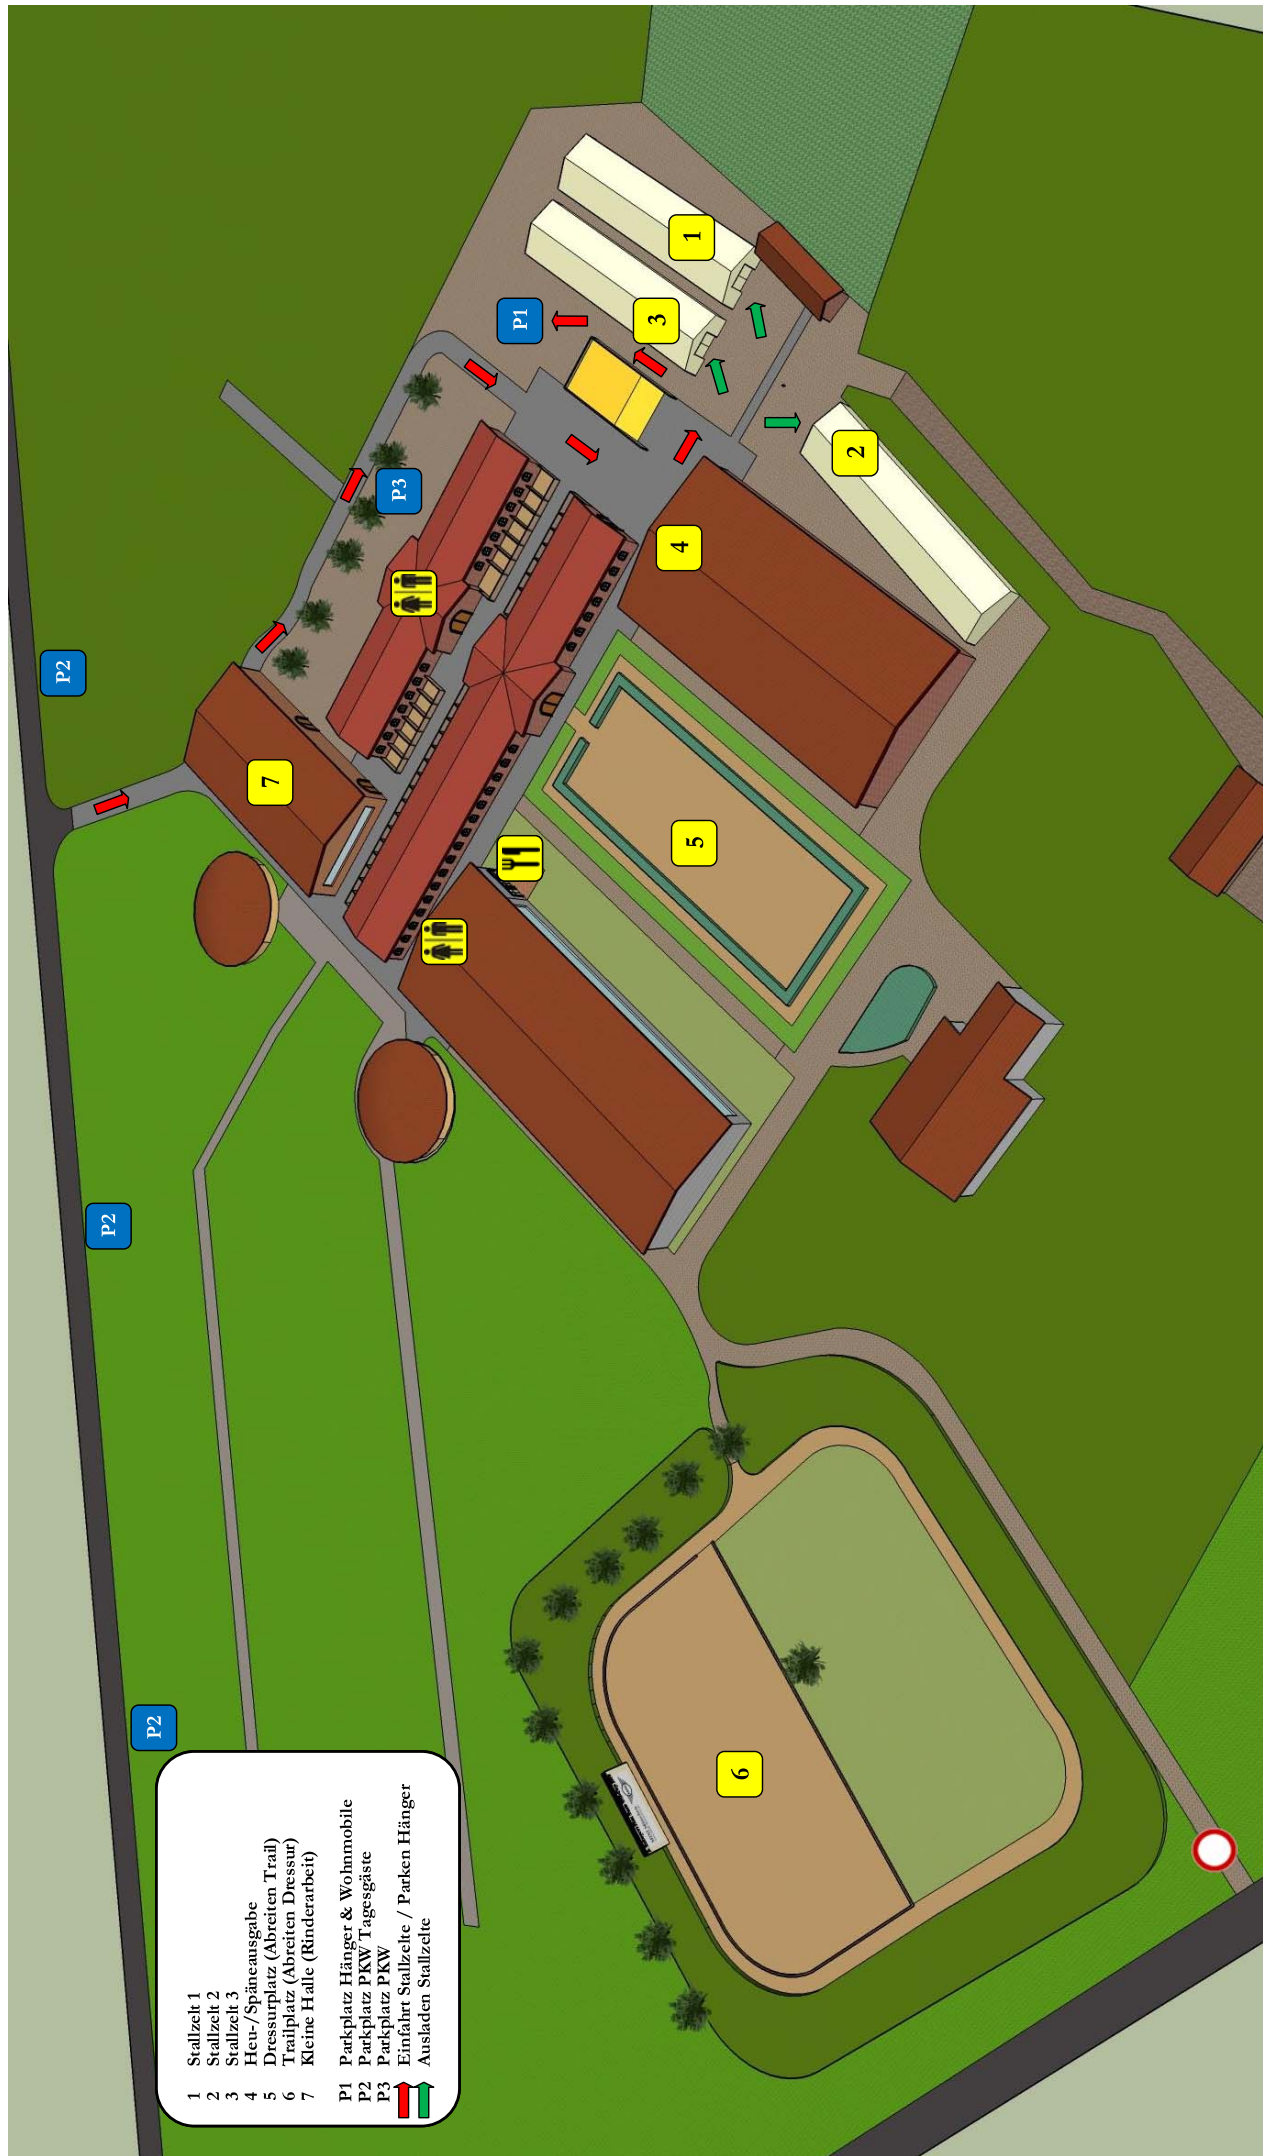 1 Stallzelt 1
2 Stallzelt 2
3 Stallzelt 3
4 Heu-/Späneausgabe
5 Dressurplatz (Abreiten Trail)
6 Trailplatz (Abreiten Dressur)
7 Kleine Halle (Rinderarbeit)
P1 Parkplatz Hänger & Wohnmobile
P2 Parkplatz PKW Tagesgäste
P3 Parkplatz PKW
Einfahrt Stallzelte / Parken Hänger
Ausladen Stallzelte
P2
P2
P2
7
P3
P1
5
4
3
1
2
6